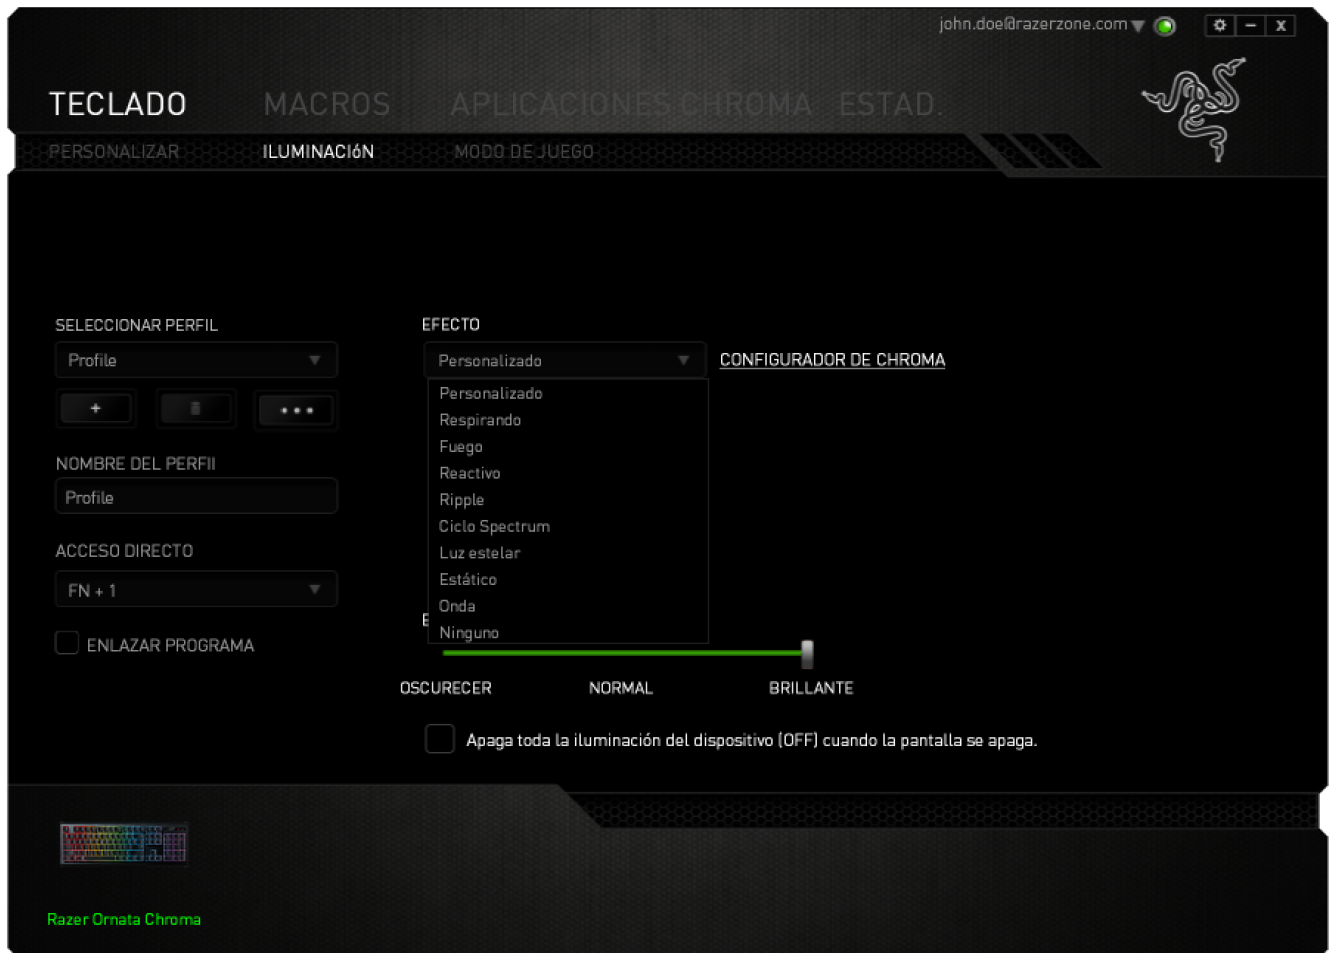 john.doe@razerzone.com
TECLADO MACROS APLICACIONES CHROMA ESTAD.
PERSONALIZAR ILUMINACIóN MODO DE JUEGO
SELECCIONAR PERFIL
Profile
+
NOMBRE DEL PERFIl
Profile
ACCESO DIRECTO
FN + 1
ENLAZAR PROGRAMA
EFECTO
Personalizado
CONFIGURADOR DE CHROMA
Personalizado
Respirando
Fuego
Reactivo
Ripple
Ciclo Spectrum
Luz estelar
Estático
Onda
Ninguno
OSCURECER NORMAL BRILLANTE
Apaga toda la iluminación del dispositivo (OFF) cuando la pantalla se apaga.
Razer Ornata Chroma